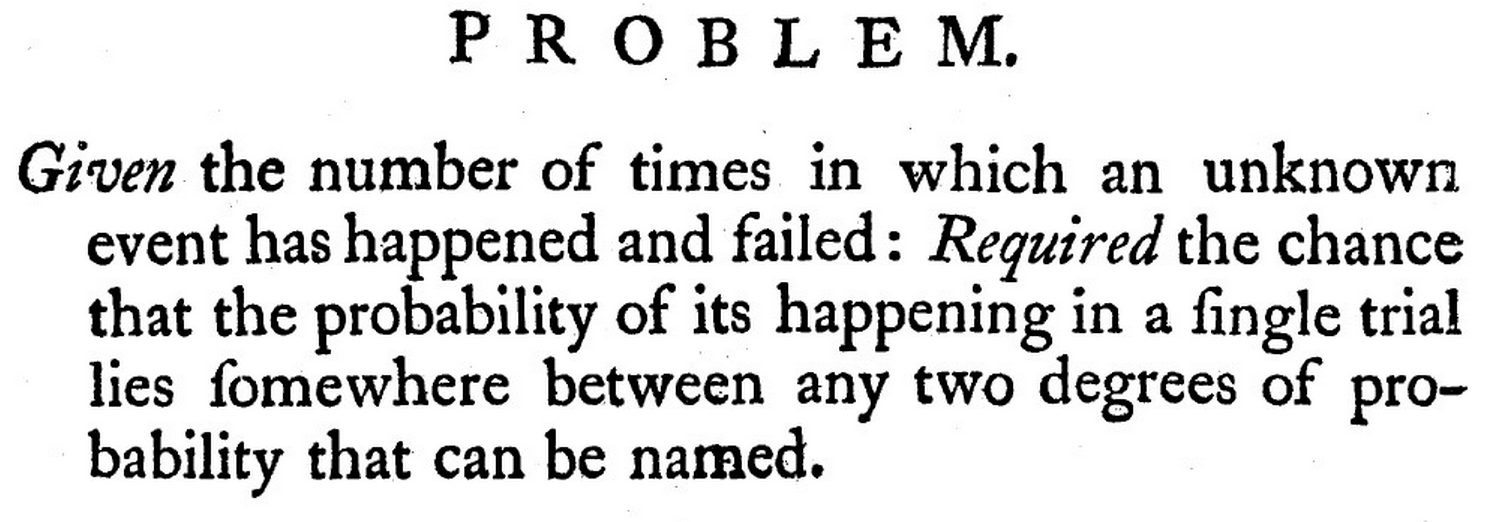 PROBLEM.
Given the number of times in which an unknown
event has happened and failed: Required the chance
that the probability of its happening in a ſingle trial
lies ſomewhere between any two degrees of pro-
bability that can be named.